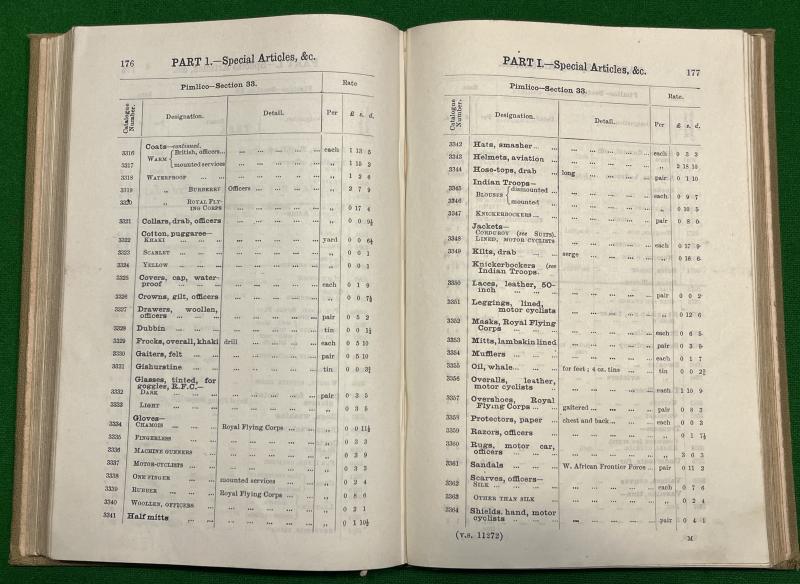 176 PART 1.—Special Articles, &c.
Pimlico—Section 33. Rate
Catalogue Number. Designation. Detail. Per £ s. d.
Coats—continued.
3316 WARM { British, officers... ... ... ... ... each 1 13 5
3317 mounted services ... ... ... ... „ 1 15 3
3318 WATERPROOF ... ... ... ... ... ... „ 1 2 6
3319 „ BURBERRY Officers ... ... ... „ 2 7 9
3320 „ ROYAL FLYING CORPS ... ... ... ... „ 0 17 4
3321 Collars, drab, officers ... ... ... ... „ 0 0 9½
Cotton, puggaree—
3322 KHAKI ... ... ... ... ... ... yard 0 0 6½
3323 SCARLET ... ... ... ... ... ... „ 0 0 1
3324 YELLOW ... ... ... ... ... ... „ 0 0 1
3325 Covers, cap, water-
proof ... ... ... ... ... ... each 0 1 9
3326 Crowns, gilt, officers ... ... ... ... „ 0 0 7½
3327 Drawers, woollen,
officers ... ... ... ... ... ... pair 0 5 2
3328 Dubbin ... ... ... ... ... ... tin 0 0 1½
3329 Frocks, overall, khaki drill ... ... ... each 0 5 10
3330 Gaiters, felt ... ... ... ... ... pair 0 5 10
3331 Gishurstine ... ... ... ... ... tin 0 0 3¾
Glasses, tinted, for
goggles, R.F.C.—
3332 DARK ... ... ... ... ... ... pair 0 3 5
3333 LIGHT ... ... ... ... ... ... „ 0 3 5
Gloves—
3334 CHAMOIS ... ... Royal Flying Corps ... ... „ 0 0 11½
3335 FINGERLESS ... ... ... ... ... „ 0 3 3
3336 MACHINE GUNNERS ... ... ... ... „ 0 3 9
3337 MOTOR-CYCLISTS ... ... ... ... „ 0 3 3
3338 ONE FINGER ... mounted services ... ... „ 0 2 4
3339 RUBBER ... ... Royal Flying Corps ... ... „ 0 8 6
3340 WOOLLEN, OFFICERS ... ... ... ... „ 0 2 1
3341 Half mitts ... ... ... ... ... „ 0 1 10½
PART I.—Special Articles, &c. 177
Pimlico—Section 33. Rate.
Catalogue Number. Designation. Detail. Per £ s. d.
3342 Hats, smasher... ... ... ... ... each 0 3 3
3343 Helmets, aviation ... ... ... ... „ 2 18 10
3344 Hose-tops, drab ... long ... ... ... pair 0 1 10
Indian Troops—
3345 BLOUSES { dismounted ... ... ... ... each 0 9 7
3346 mounted ... ... ... ... „ 0 10 5
3347 KNICKERBOCKERS... ... ... ... ... pair 0 8 0
Jackets—
CORDUROY (see SUITS).
3348 LINED, MOTOR CYCLISTS ... ... ... each 0 17 9
3349 Kilts, drab ... ... serge ... ... ... „ 0 16 6
Knickerbockers (see
Indian Troops.
3350 Laces, leather, 50-
inch ... ... ... ... ... ... pair 0 0 2
3351 Leggings, lined,
motor cyclists ... ... ... ... „ 0 12 6
3352 Masks, Royal Flying
Corps ... ... ... ... ... each 0 6 5
3353 Mitts, lambskin lined ... ... ... pair 0 3
3354 Mufflers ... ... ... ... ... each 0 1 7
3355 Oil, whale... ... for feet; 4 oz. tins ... ... tin 0 0 2¾
3356 Overalls, leather,
motor cyclists ... ... ... ... each 1 10 9
3357 Overshoes, Royal
Flying Corps ... ... gaitered ... ... ... pair 0 8 3
3358 Protectors, paper ... chest and back ... ... each 0 0 3
3359 Razors, officers ... ... ... ... „ 0 1 7½
3360 Rugs, motor car,
officers ... ... ... ... ... „ 3 0 3
3361 Sandals ... ... W. African Frontier Force ... pair 0 11 3
Scarves, officers—
3362 SILK ... ... ... ... ... ... each 0 7 6
3363 OTHER THAN SILK ... ... ... ... „ 0 2 4
3364 Shields, hand, motor
cyclists ... ... ... ... ... pair 0 4
(v.s. 11272) M